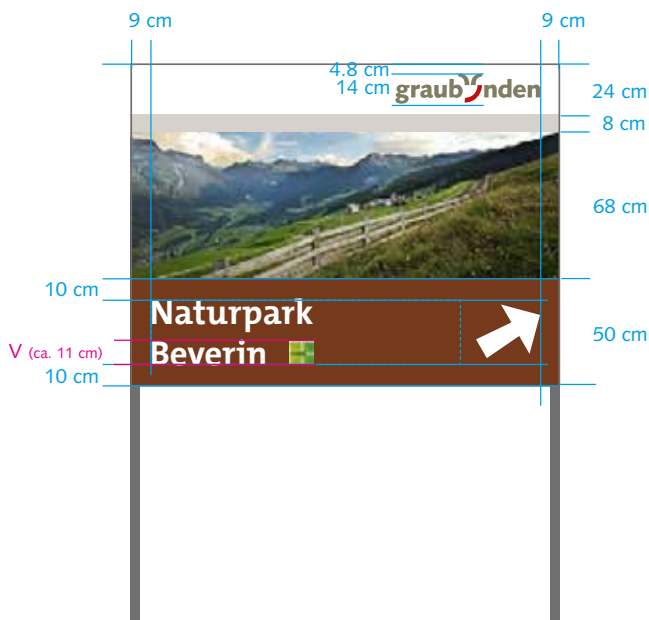 9 cm 9 cm
4.8 cm
14 cm graubünden 24 cm
8 cm
68 cm
10 cm
Naturpark
50 cm
V (ca. 11 cm) Beverin
10 cm